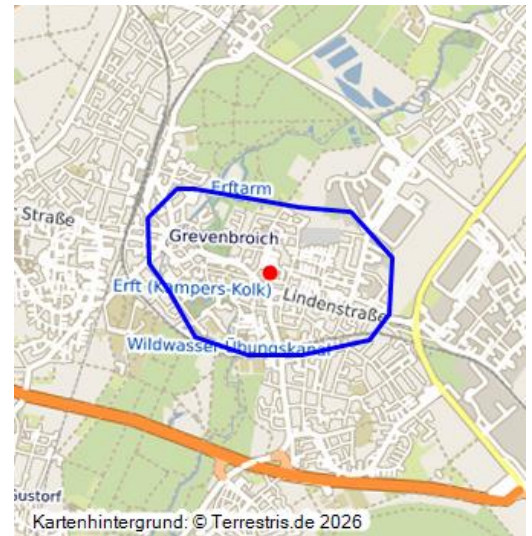 Erftarm
r Straße
Grevenbroich
Erft (Kampers-Kolk)
Lindenstraße
Wildwasser-Übungskanal
Gustorf
Kartenhintergrund: © Terrestris.de 2026